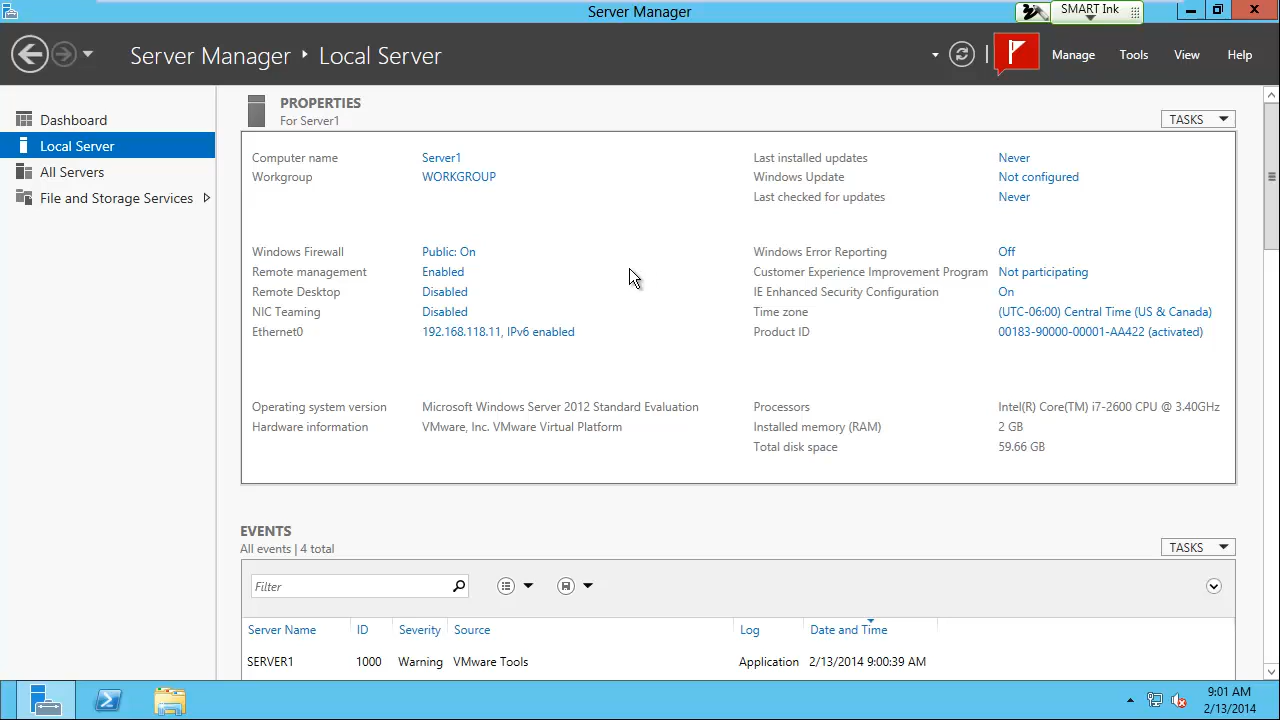 Server Manager
SMART Ink
Server Manager ‣ Local Server
Manage Tools View Help
Dashboard
Local Server
All Servers
File and Storage Services
PROPERTIES
For Server1
TASKS
Computer name Server1
Workgroup WORKGROUP
Last installed updates Never
Windows Update Not configured
Last checked for updates Never
Windows Firewall Public: On
Remote management Enabled
Remote Desktop Disabled
NIC Teaming Disabled
Ethernet0 192.168.118.11, IPv6 enabled
Windows Error Reporting Off
Customer Experience Improvement Program Not participating
IE Enhanced Security Configuration On
Time zone (UTC-06:00) Central Time (US & Canada)
Product ID 00183-90000-00001-AA422 (activated)
Operating system version Microsoft Windows Server 2012 Standard Evaluation
Hardware information VMware, Inc. VMware Virtual Platform
Processors Intel(R) Core(TM) i7-2600 CPU @ 3.40GHz
Installed memory (RAM) 2 GB
Total disk space 59.66 GB
EVENTS
All events | 4 total
TASKS
Filter
Server Name ID Severity Source Log Date and Time
SERVER1 1000 Warning VMware Tools Application 2/13/2014 9:00:39 AM
9:01 AM
2/13/2014